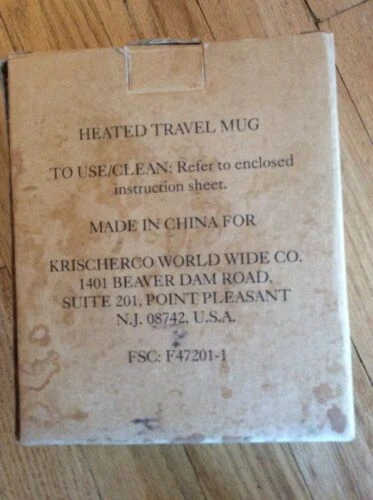 HEATED TRAVEL MUG
TO USE/CLEAN: Refer to enclosed
instruction sheet.
MADE IN CHINA FOR
KRISCHERCO WORLD WIDE CO.
1401 BEAVER DAM ROAD,
SUITE 201, POINT PLEASANT
N.J. 08742, U.S.A.
FSC: F47201-1